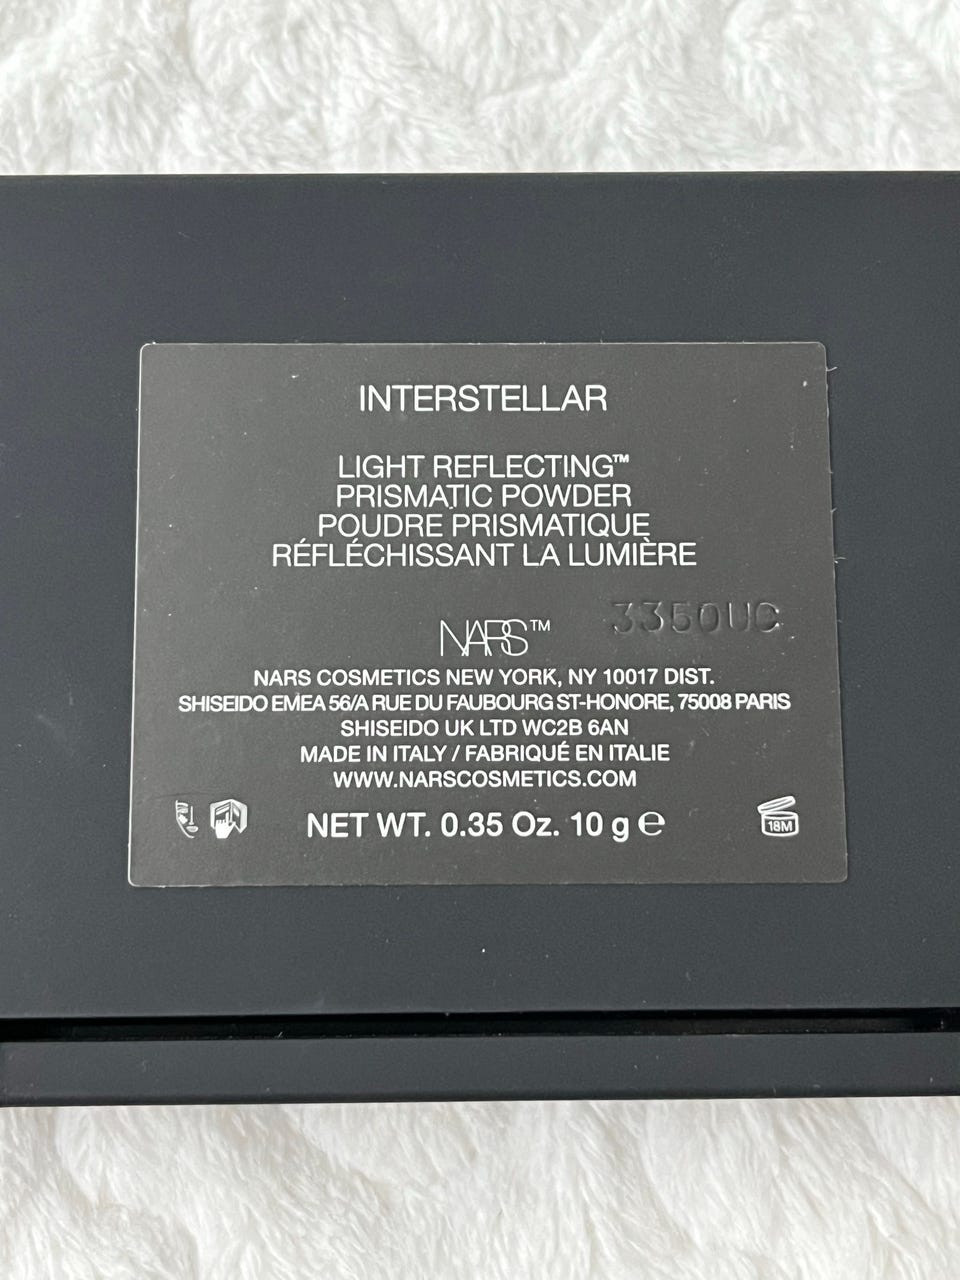 INTERSTELLAR
LIGHT REFLECTING™
PRISMATIC POWDER
POUDRE PRISMATIQUE
RÉFLÉCHISSANT LA LUMIÈRE
3350UC
NARS™
NARS COSMETICS NEW YORK, NY 10017 DIST.
SHISEIDO EMEA 56/A RUE DU FAUBOURG ST-HONORE, 75008 PARIS
SHISEIDO UK LTD WC2B 6AN
MADE IN ITALY / FABRIQUÉ EN ITALIE
WWW.NARSCOSMETICS.COM
NET WT. 0.35 Oz. 10 g ℮
18M